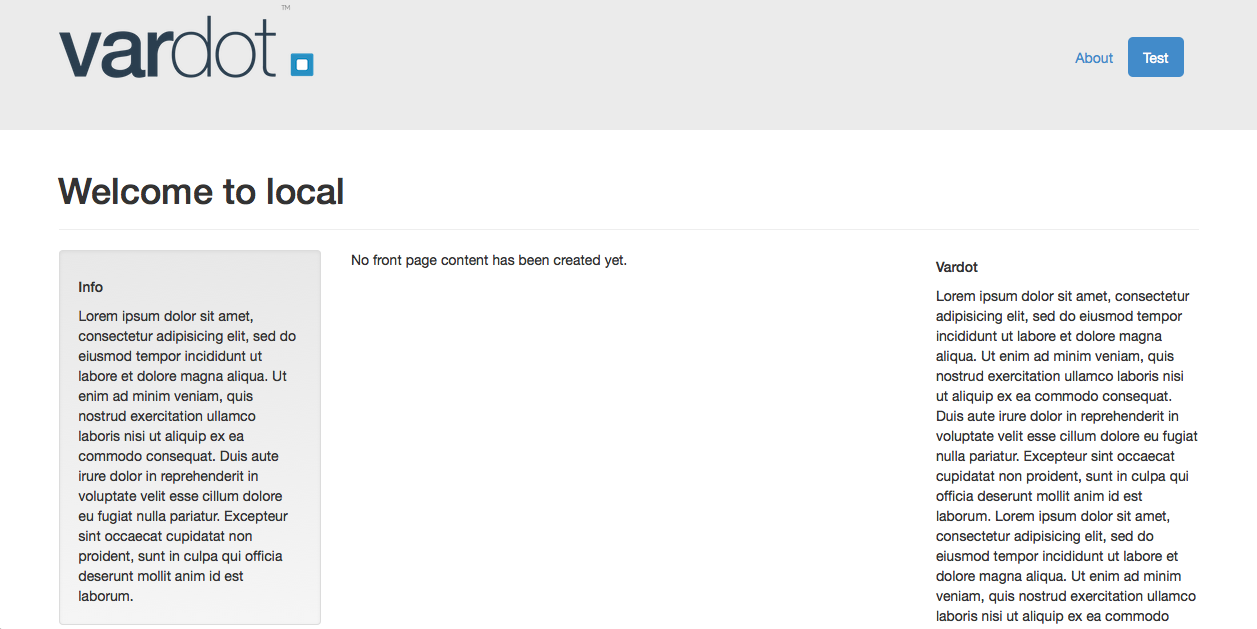 vardot
™
About
Test
Welcome to local
Info
Lorem ipsum dolor sit amet,
consectetur adipisicing elit, sed do
eiusmod tempor incididunt ut
labore et dolore magna aliqua. Ut
enim ad minim veniam, quis
nostrud exercitation ullamco
laboris nisi ut aliquip ex ea
commodo consequat. Duis aute
irure dolor in reprehenderit in
voluptate velit esse cillum dolore
eu fugiat nulla pariatur. Excepteur
sint occaecat cupidatat non
proident, sunt in culpa qui officia
deserunt mollit anim id est
laborum.
No front page content has been created yet.
Vardot
Lorem ipsum dolor sit amet, consectetur
adipisicing elit, sed do eiusmod tempor
incididunt ut labore et dolore magna
aliqua. Ut enim ad minim veniam, quis
nostrud exercitation ullamco laboris nisi
ut aliquip ex ea commodo consequat.
Duis aute irure dolor in reprehenderit in
voluptate velit esse cillum dolore eu fugiat
nulla pariatur. Excepteur sint occaecat
cupidatat non proident, sunt in culpa qui
officia deserunt mollit anim id est
laborum. Lorem ipsum dolor sit amet,
consectetur adipisicing elit, sed do
eiusmod tempor incididunt ut labore et
dolore magna aliqua. Ut enim ad minim
veniam, quis nostrud exercitation ullamco
laboris nisi ut aliquip ex ea commodo